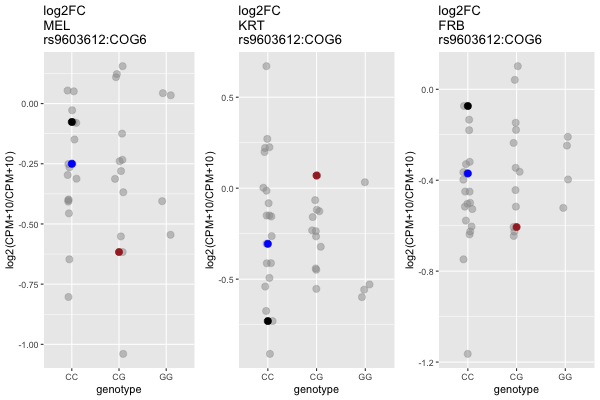 log2FC
MEL
rs9603612:COG6
log2(CPM+10/CPM+10)
0.00
-0.25
-0.50
-0.75
-1.00
CC
CG
GG
genotype
log2FC
KRT
rs9603612:COG6
log2(CPM+10/CPM+10)
0.5
0.0
-0.5
CC
CG
GG
genotype
log2FC
FRB
rs9603612:COG6
log2(CPM+10/CPM+10)
0.0
-0.4
-0.8
-1.2
CC
CG
GG
genotype